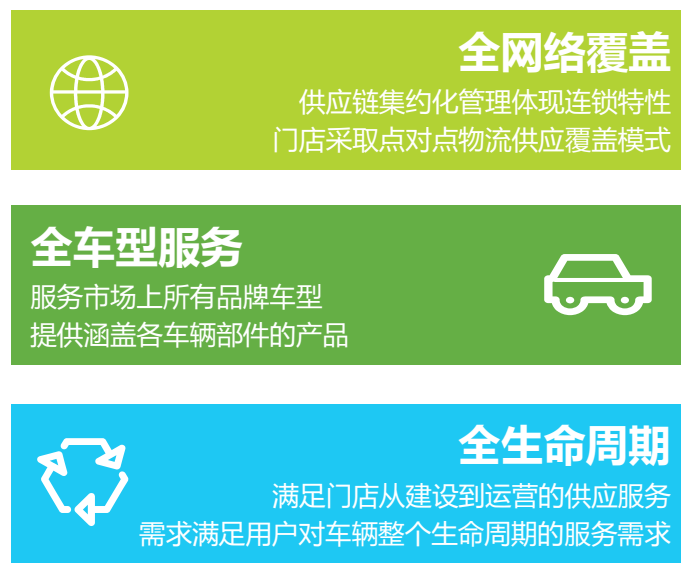 全网络覆盖
供应链集约化管理体现连锁特性
门店采取点对点物流供应覆盖模式
全车型服务
服务市场上所有品牌车型
提供涵盖各车辆部件的产品
全生命周期
满足门店从建设到运营的供应服务
需求满足用户对车辆整个生命周期的服务需求